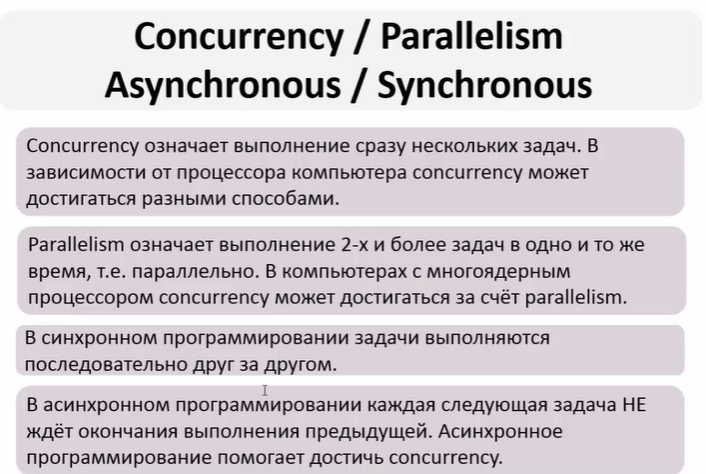 Concurrency / Parallelism
Asynchronous / Synchronous
Concurrency означает выполнение сразу нескольких задач. В
зависимости от процессора компьютера concurrency может
достигаться разными способами.
Parallelism означает выполнение 2-х и более задач в одно и то же
время, т.е. параллельно. В компьютерах с многоядерным
процессором concurrency может достигаться за счёт parallelism.
В синхронном программировании задачи выполняются
последовательно друг за другом.
В асинхронном программировании каждая следующая задача НЕ
ждёт окончания выполнения предыдущей. Асинхронное
программирование помогает достичь concurrency.